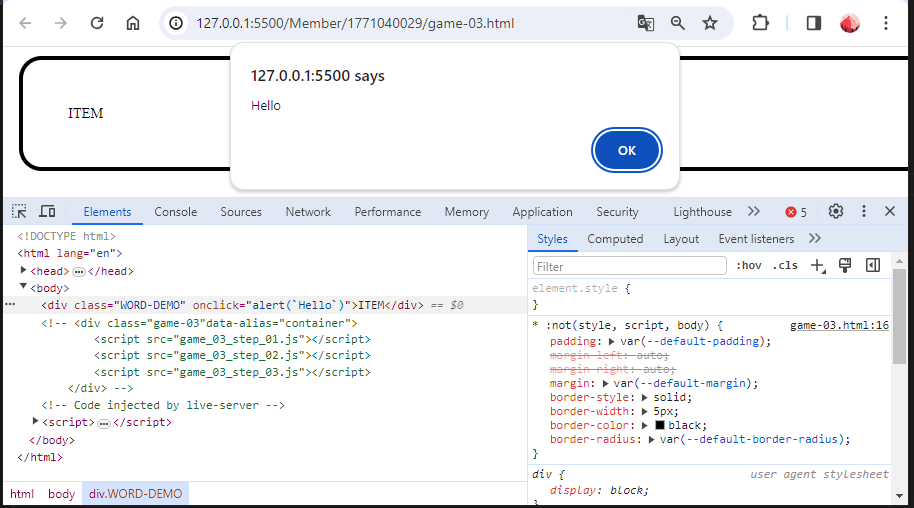 127.0.0.1:5500/Member/1771040029/game-03.html
127.0.0.1:5500 says
Hello
OK
ITEM
Elements Console Sources Network Performance Memory Application Security Lighthouse 5
<!DOCTYPE html>
<html lang="en">
<head> </head>
<body>
<div class="WORD-DEMO" onclick="alert(`Hello`)">ITEM</div> == $0
<!-- <div class="game-03"data-alias="container">
<script src="game_03_step_01.js"></script>
<script src="game_03_step_02.js"></script>
<script src="game_03_step_03.js"></script>
</div> -->
<!-- Code injected by live-server -->
<script> </script>
</body>
</html>
html body div.WORD-DEMO
Styles Computed Layout Event listeners
Filter :hov .cls
element.style {
}
* :not(style, script, body) { game-03.html:16
padding: var(--default-padding);
margin-left: auto;
margin-right: auto;
margin: var(--default-margin);
border-style: solid;
border-width: 5px;
border-color: black;
border-radius: var(--default-border-radius);
}
div { user agent stylesheet
display: block;
}